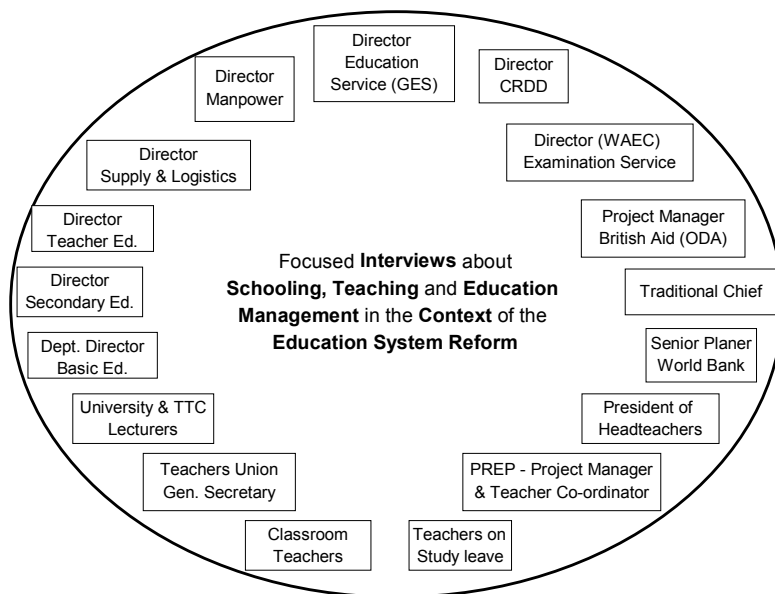 Director
Education
Service (GES)
Director
CRDD
Director
Manpower
Director (WAEC)
Examination Service
Director
Supply & Logistics
Project Manager
British Aid (ODA)
Director
Teacher Ed.
Focused Interviews about
Schooling, Teaching and Education
Management in the Context of the
Education System Reform
Director
Secondary Ed.
Traditional Chief
Dept. Director
Basic Ed.
Senior Planer
World Bank
University & TTC
Lecturers
President of
Headteachers
Teachers Union
Gen. Secretary
PREP - Project Manager
& Teacher Co-ordinator
Classroom
Teachers
Teachers on
Study leave